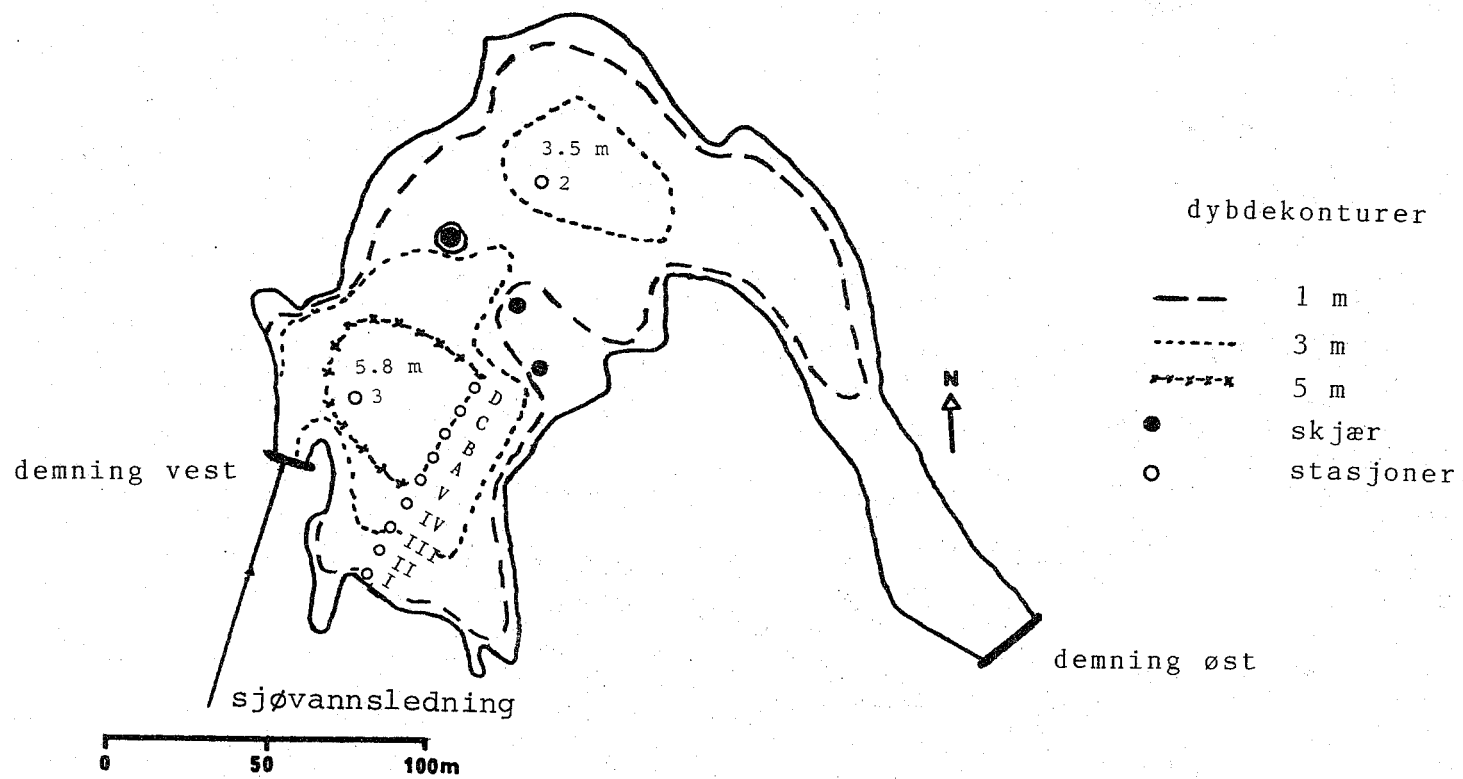 3.5 m
2
dybdekonturer
1 m
3 m
5 m
skjær
stasjoner
N
5.8 m
3
D
C
B
A
V
IV
III
II
I
demning vest
demning øst
sjøvannsledning
0 50 100m